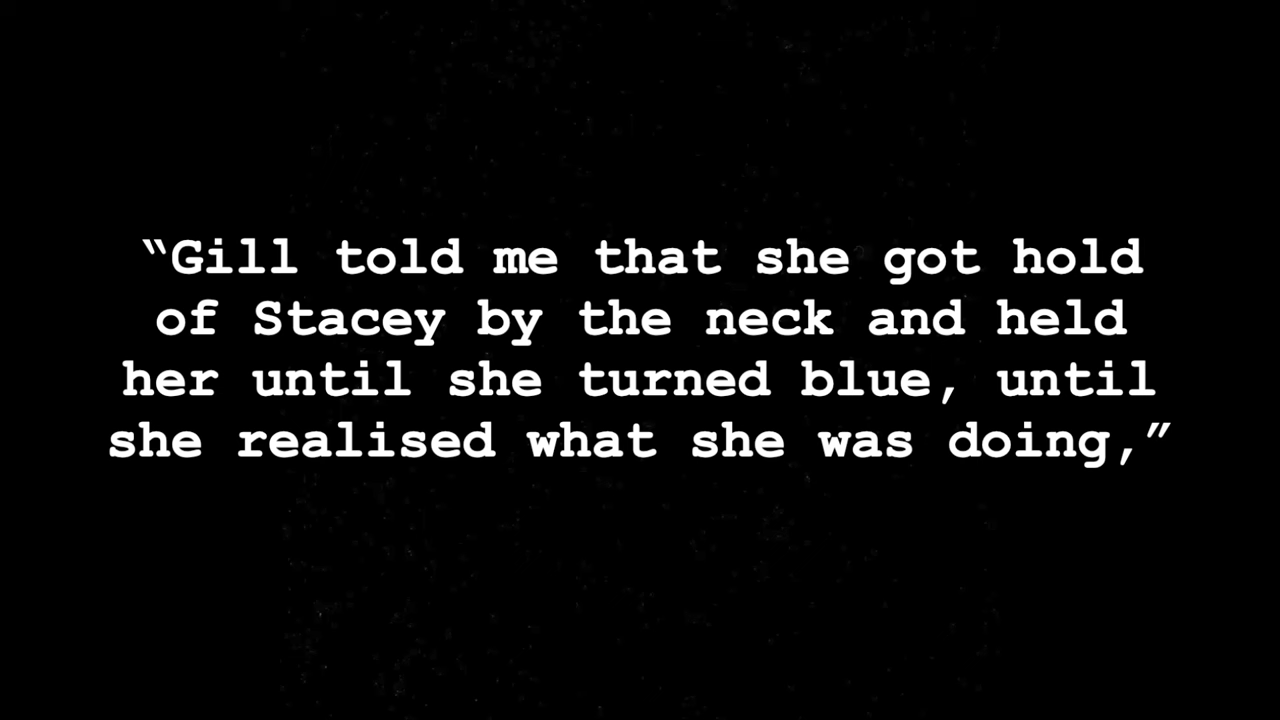 “Gill told me that she got hold
of Stacey by the neck and held
her until she turned blue, until
she realised what she was doing,”